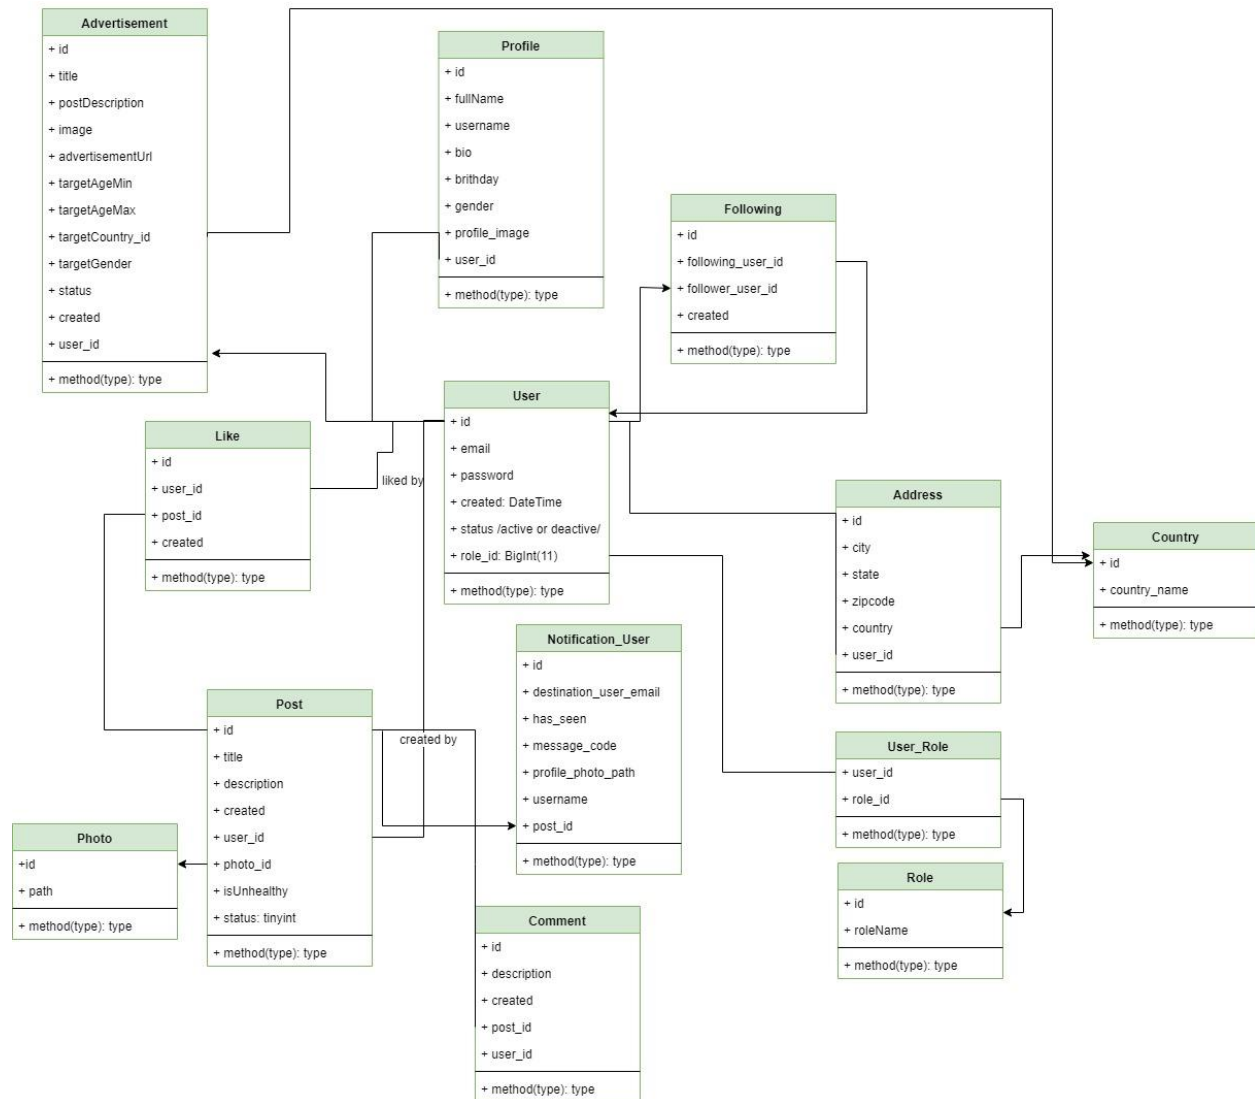 Advertisement
+ id
+ title
+ postDescription
+ image
+ advertisementUrl
+ targetAgeMin
+ targetAgeMax
+ targetCountry_id
+ targetGender
+ status
+ created
+ user_id
+ method(type): type
Profile
+ id
+ fullName
+ username
+ bio
+ brithday
+ gender
+ profile_image
+ user_id
+ method(type): type
Following
+ id
+ following_user_id
+ follower_user_id
+ created
+ method(type): type
User
+ id
+ email
+ password
+ created: DateTime
+ status /active or deactive/
+ role_id: BigInt(11)
+ method(type): type
Like
+ id
+ user_id
+ post_id
+ created
+ method(type): type
liked by
Address
+ id
+ city
+ state
+ zipcode
+ country
+ user_id
+ method(type): type
Country
+ id
+ country_name
+ method(type): type
Notification_User
+ id
+ destination_user_email
+ has_seen
+ message_code
+ profile_photo_path
+ username
+ post_id
+ method(type): type
Post
+ id
+ title
+ description
+ created
+ user_id
+ photo_id
+ isUnhealthy
+ status: tinyint
+ method(type): type
created by
User_Role
+ user_id
+ role_id
+ method(type): type
Photo
+id
+ path
+ method(type): type
Role
+ id
+ roleName
+ method(type): type
Comment
+ id
+ description
+ created
+ post_id
+ user_id
+ method(type): type